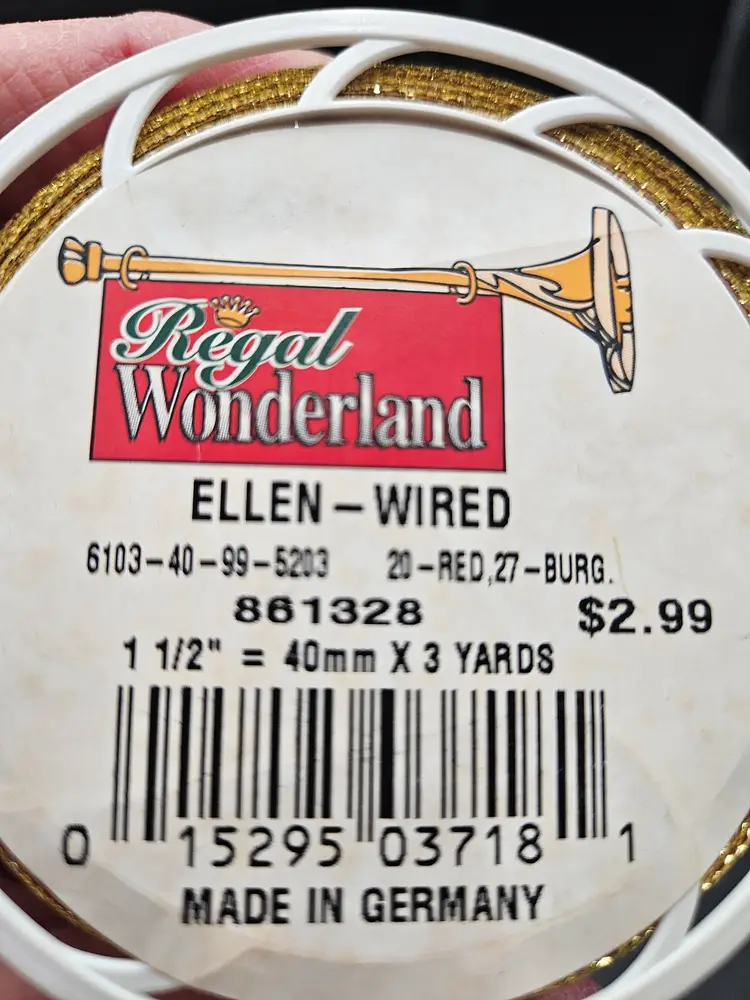 Regal
Wonderland
ELLEN-WIRED
6103-40-99-5203 20-RED,27-BURG.
861328 $2.99
1 1/2" = 40mm X 3 YARDS
0 15295 03718 1
MADE IN GERMANY